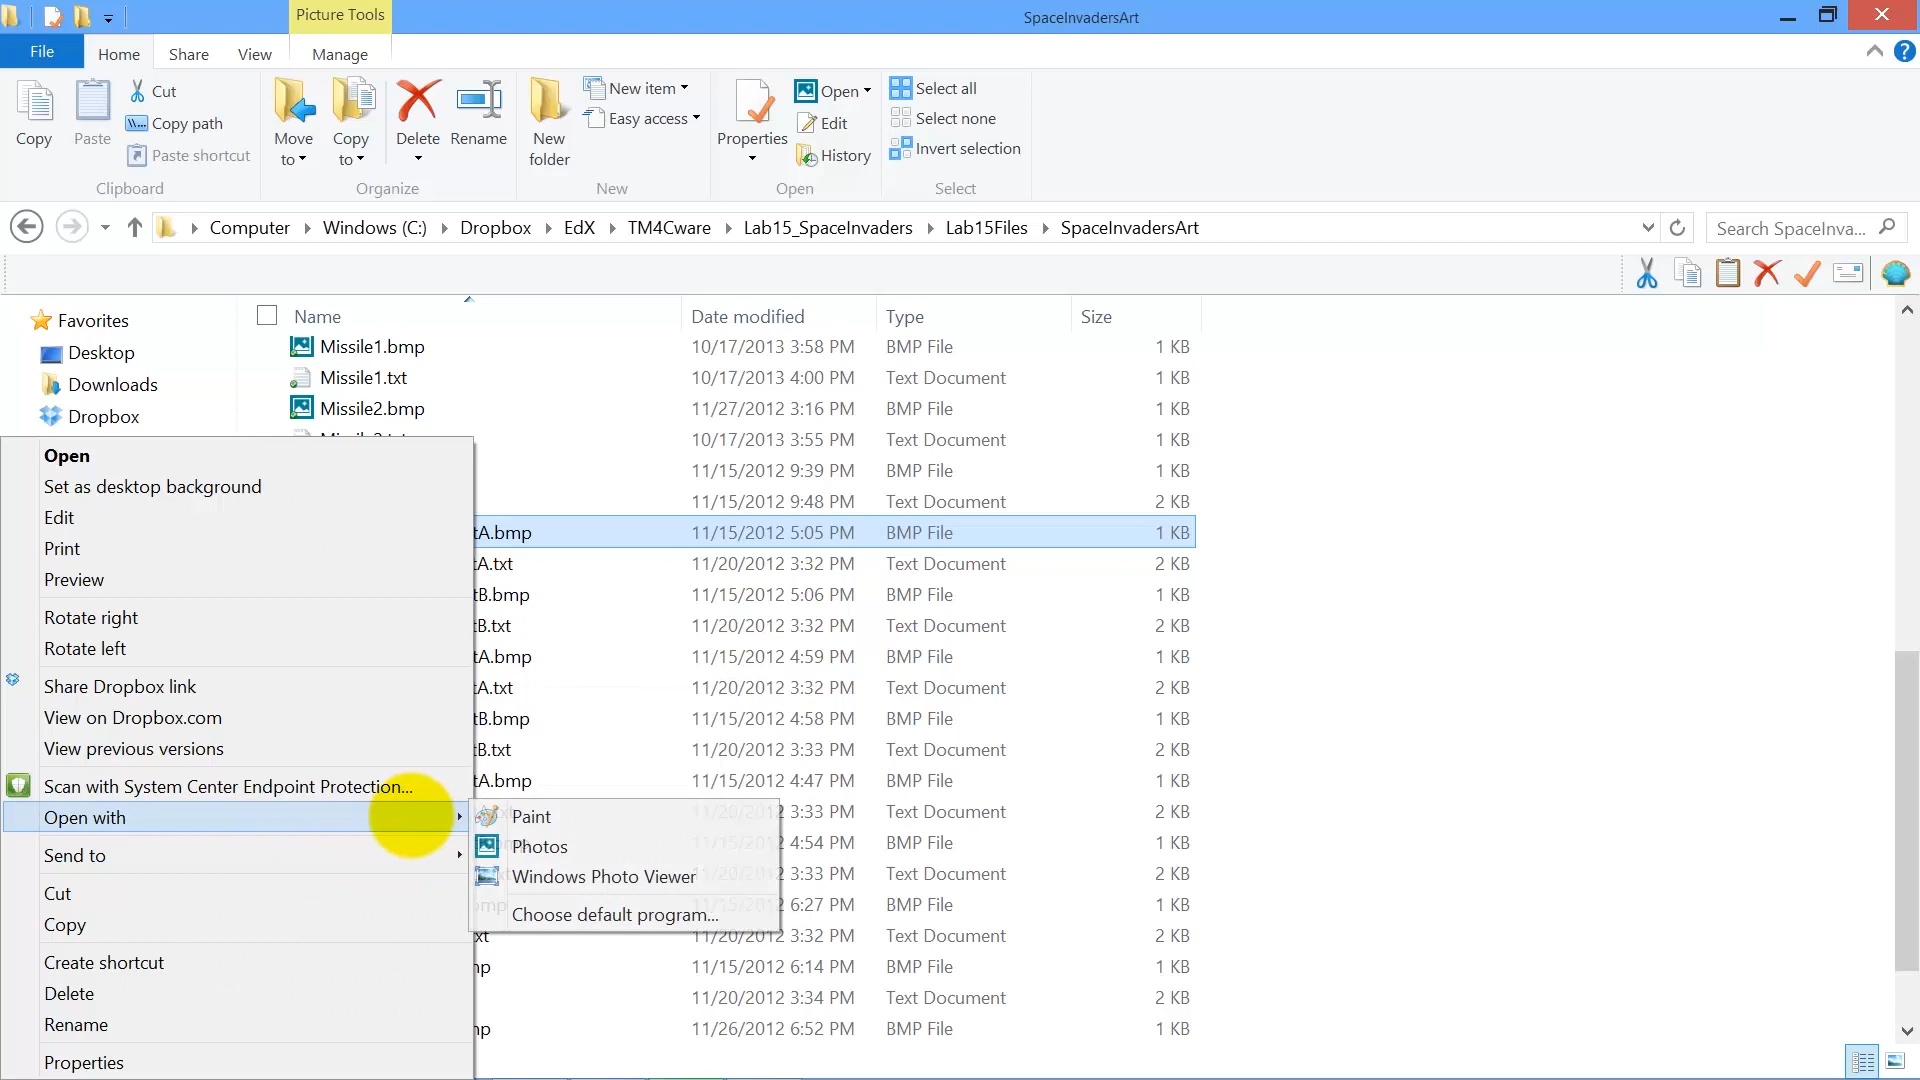 Picture Tools
SpaceInvadersArt
File
Home
Share
View
Manage
Copy
Paste
Cut
Copy path
Paste shortcut
Clipboard
Move to
Copy to
Delete
Rename
Organize
New folder
New item
Easy access
New
Properties
Open
Edit
History
Open
Select all
Select none
Invert selection
Select
Computer
Windows (C:)
Dropbox
EdX
TM4Cware
Lab15_SpaceInvaders
Lab15Files
SpaceInvadersArt
Search SpaceInva...
Favorites
Desktop
Downloads
Dropbox
Name Date modified Type Size
Missile1.bmp 10/17/2013 3:58 PM BMP File 1 KB
Missile1.txt 10/17/2013 4:00 PM Text Document 1 KB
Missile2.bmp 11/27/2012 3:16 PM BMP File 1 KB
10/17/2013 3:55 PM Text Document 1 KB
11/15/2012 9:39 PM BMP File 1 KB
11/15/2012 9:48 PM Text Document 2 KB
tA.bmp 11/15/2012 5:05 PM BMP File 1 KB
tA.txt 11/20/2012 3:32 PM Text Document 2 KB
tB.bmp 11/15/2012 5:06 PM BMP File 1 KB
tB.txt 11/20/2012 3:32 PM Text Document 2 KB
tA.bmp 11/15/2012 4:59 PM BMP File 1 KB
tA.txt 11/20/2012 3:32 PM Text Document 2 KB
tB.bmp 11/15/2012 4:58 PM BMP File 1 KB
tB.txt 11/20/2012 3:33 PM Text Document 2 KB
tA.bmp 11/15/2012 4:47 PM BMP File 1 KB
2 3:33 PM Text Document 2 KB
2 4:54 PM BMP File 1 KB
2 3:33 PM Text Document 2 KB
2 6:27 PM BMP File 1 KB
xt 11/20/2012 3:32 PM Text Document 2 KB
np 11/15/2012 6:14 PM BMP File 1 KB
11/20/2012 3:34 PM Text Document 2 KB
np 11/26/2012 6:52 PM BMP File 1 KB
Open
Set as desktop background
Edit
Print
Preview
Rotate right
Rotate left
Share Dropbox link
View on Dropbox.com
View previous versions
Scan with System Center Endpoint Protection...
Open with
Send to
Cut
Copy
Create shortcut
Delete
Rename
Properties
Paint
Photos
Windows Photo Viewer
Choose default program...